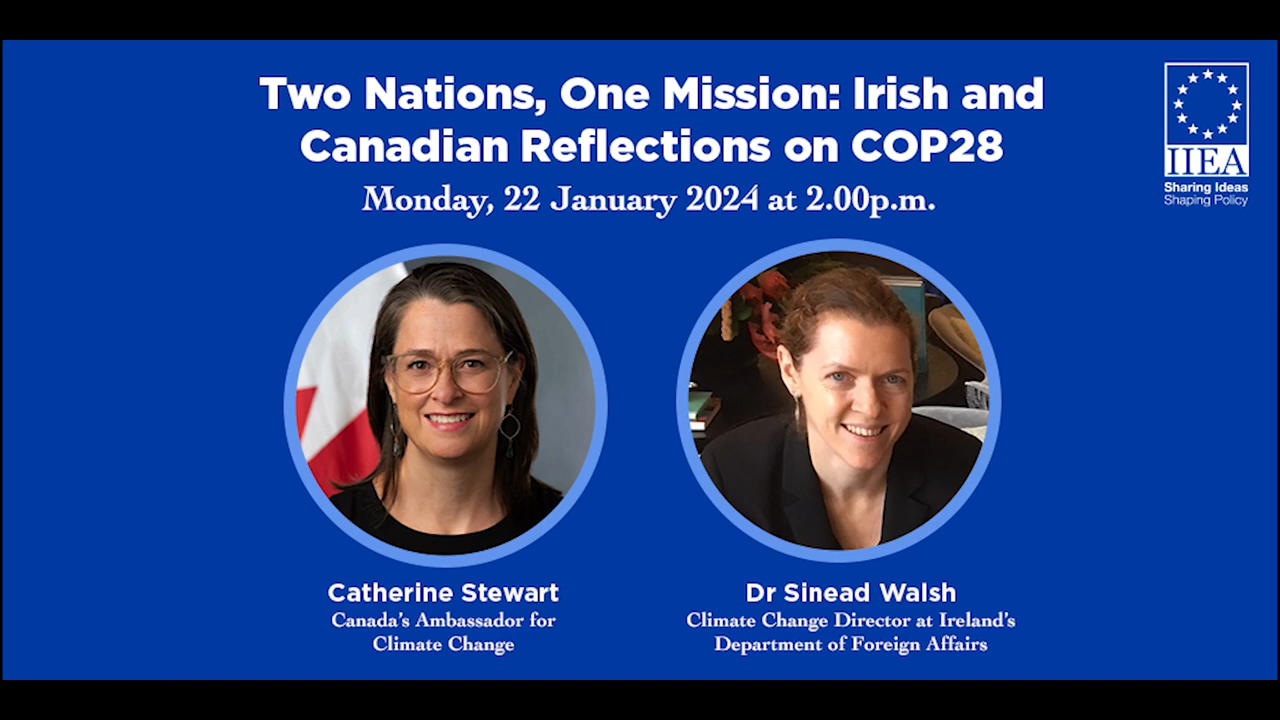 Two Nations, One Mission: Irish and
Canadian Reflections on COP28
Monday, 22 January 2024 at 2.00p.m.
IIEA
Sharing Ideas
Shaping Policy
Catherine Stewart
Canada's Ambassador for
Climate Change
Dr Sinead Walsh
Climate Change Director at Ireland's
Department of Foreign Affairs